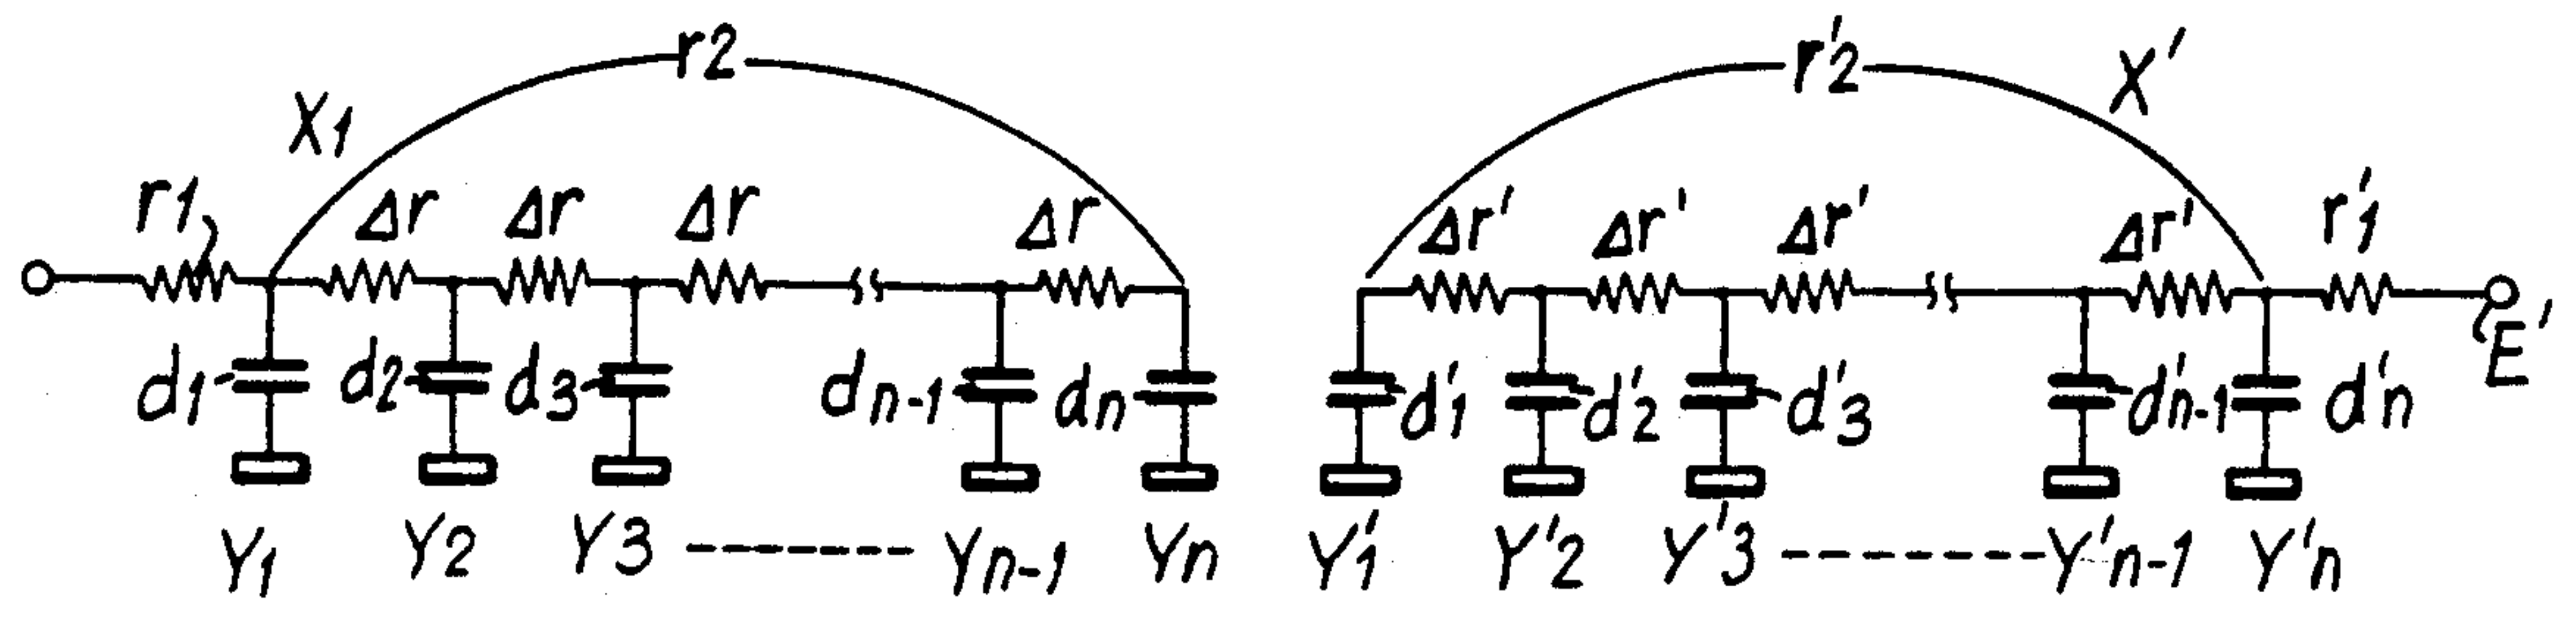 r2 r'2
X1 X'
r1 Δr Δr Δr Δr Δr' Δr' Δr' Δr' r'1
d1 d2 d3 dn-1 dn d'1 d'2 d'3 d'n-1 d'n E'
Y1 Y2 Y3 ------- Yn-1 Yn Y'1 Y'2 Y'3 -------- Y'n-1 Y'n